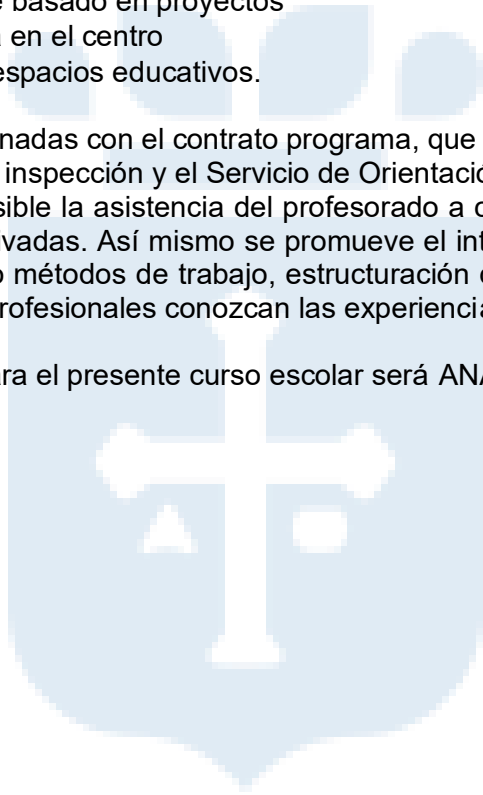 basado en proyectos
en el centro
espacios educativos.
nadas con el contrato programa, que
inspección y el Servicio de Orientació
sible la asistencia del profesorado a
ivadas. Así mismo se promueve el int
métodos de trabajo, estructuración
rofesionales conozcan las experiencia
ra el presente curso escolar será ANA